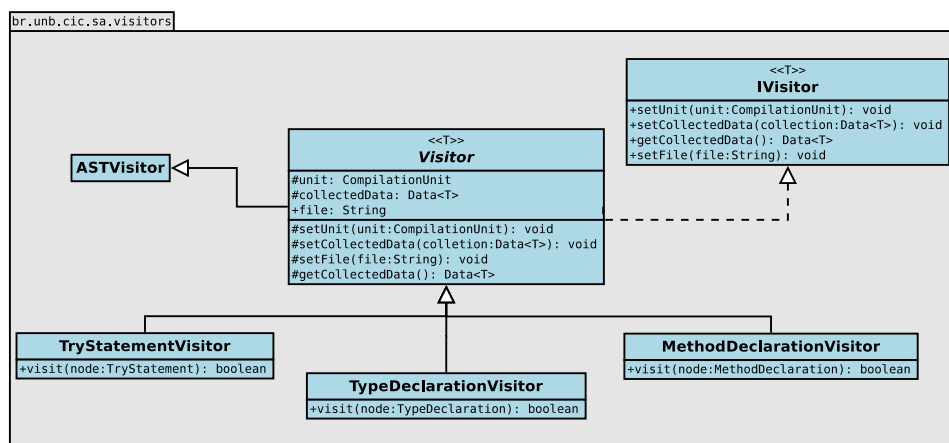 br.unb.cic.sa.visitors
<<T>>
IVisitor
+setUnit(unit:CompilationUnit): void
+setCollectedData(collection:Data<T>): void
+getCollectedData(): Data<T>
+setFile(file:String): void
ASTVisitor
<<T>>
Visitor
#unit: CompilationUnit
#collectedData: Data<T>
+file: String
#setUnit(unit:CompilationUnit): void
#setCollectedData(colletion:Data<T>): void
#setFile(file:String): void
#getCollectedData(): Data<T>
TryStatementVisitor
+visit(node:TryStatement): boolean
TypeDeclarationVisitor
+visit(node:TypeDeclaration): boolean
MethodDeclarationVisitor
+visit(node:MethodDeclaration): boolean